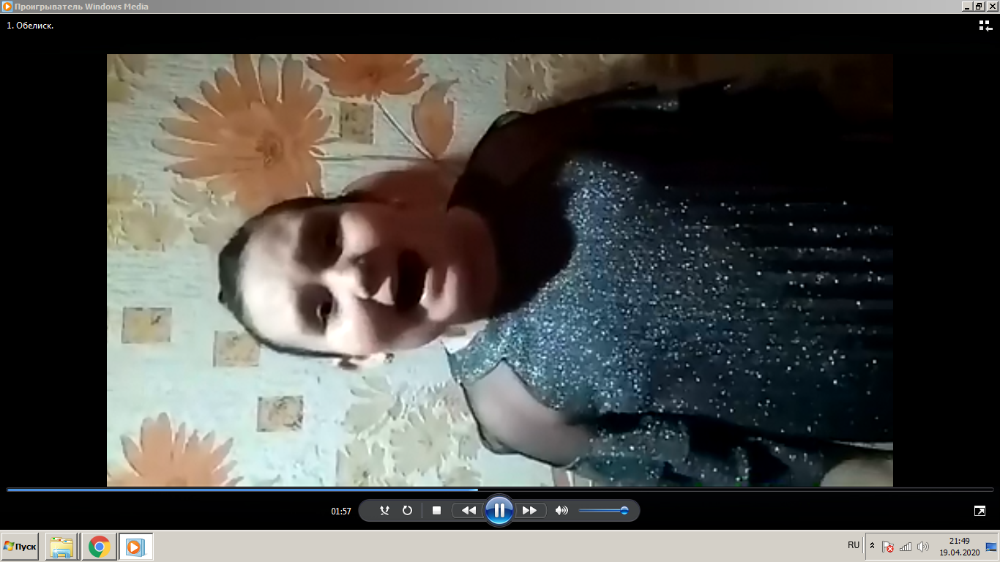 Проигрыватель Windows Media
1. Обелиск.
01:57
Пуск
RU
21:49
19.04.2020